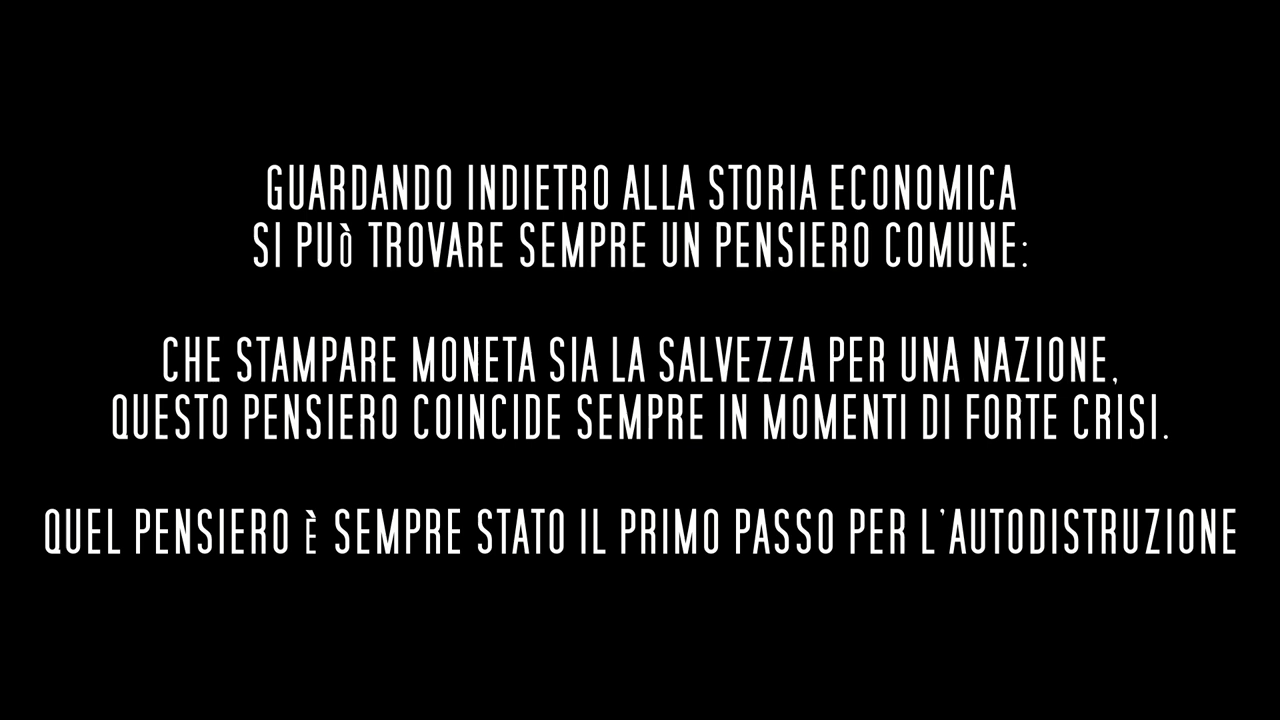 GUARDANDO INDIETRO ALLA STORIA ECONOMICA
SI PUò TROVARE SEMPRE UN PENSIERO COMUNE:
CHE STAMPARE MONETA SIA LA SALVEZZA PER UNA NAZIONE,
QUESTO PENSIERO COINCIDE SEMPRE IN MOMENTI DI FORTE CRISI.
QUEL PENSIERO È SEMPRE STATO IL PRIMO PASSO PER L'AUTODISTRUZIONE